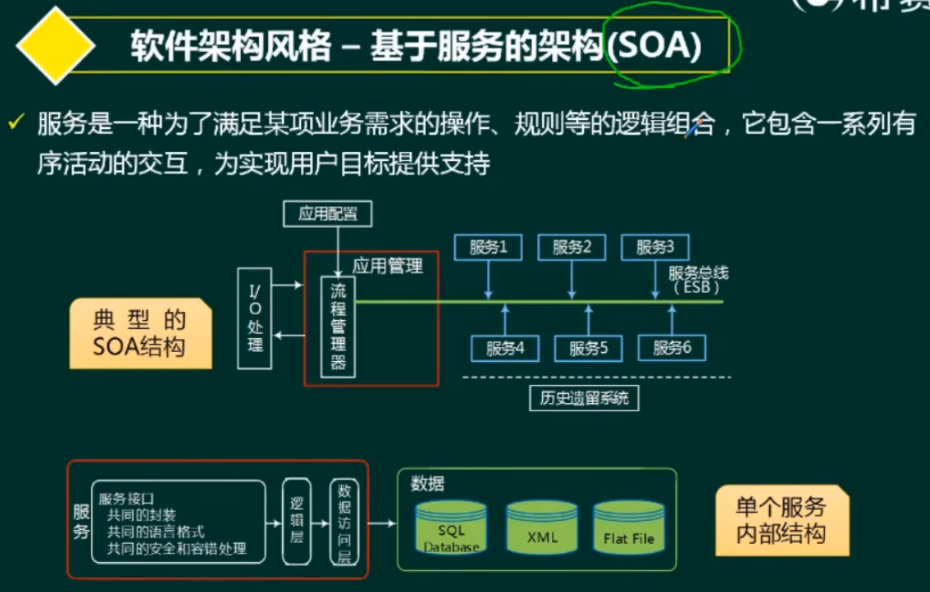 软件架构风格 – 基于服务的架构(SOA)
✓ 服务是一种为了满足某项业务需求的操作、规则等的逻辑组合，它包含一系列有
序活动的交互，为实现用户目标提供支持
应用配置
应用管理
I/O处理
流程管理器
服务1
服务2
服务3
服务总线
（ESB）
服务4
服务5
服务6
历史遗留系统
典型的
SOA结构
服务
服务接口
共同的封装
共同的语言格式
共同的安全和容错处理
逻辑层
数据访问层
数据
SQL
Database
XML
Flat File
单个服务
内部结构